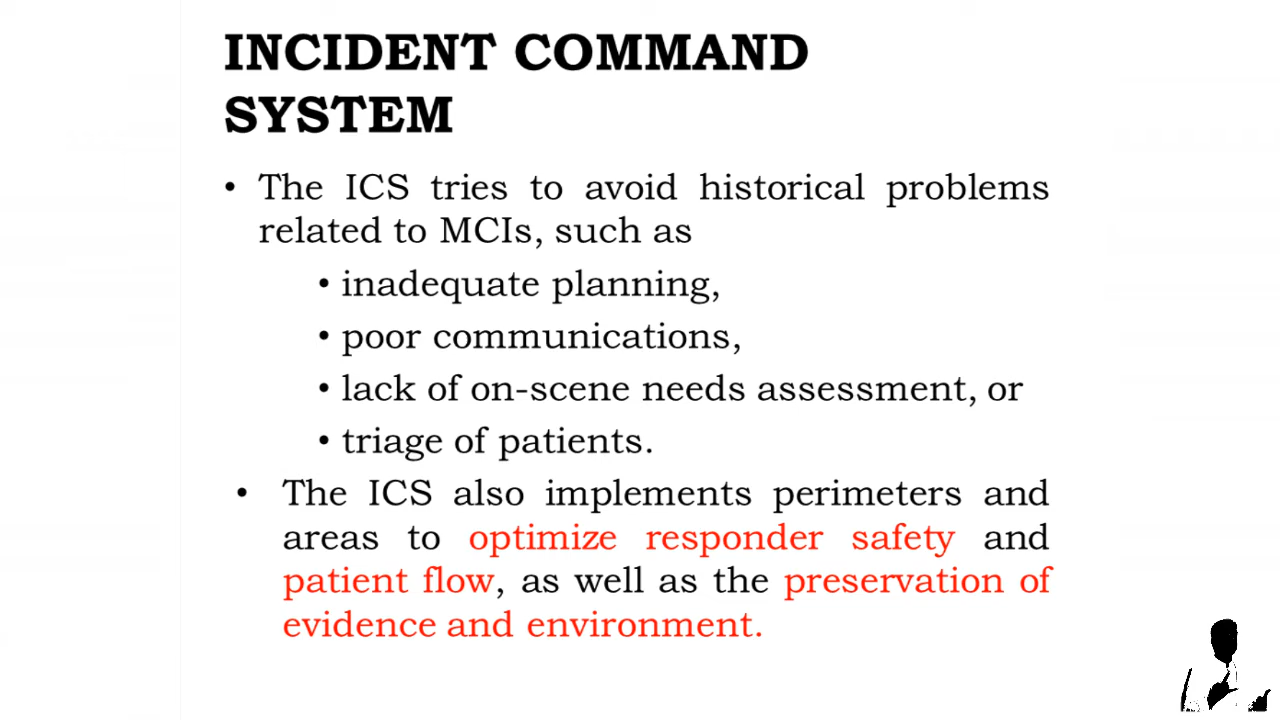 INCIDENT COMMAND
SYSTEM
• The ICS tries to avoid historical problems
related to MCIs, such as
• inadequate planning,
• poor communications,
• lack of on-scene needs assessment, or
• triage of patients.
• The ICS also implements perimeters and
areas to optimize responder safety and
patient flow, as well as the preservation of
evidence and environment.